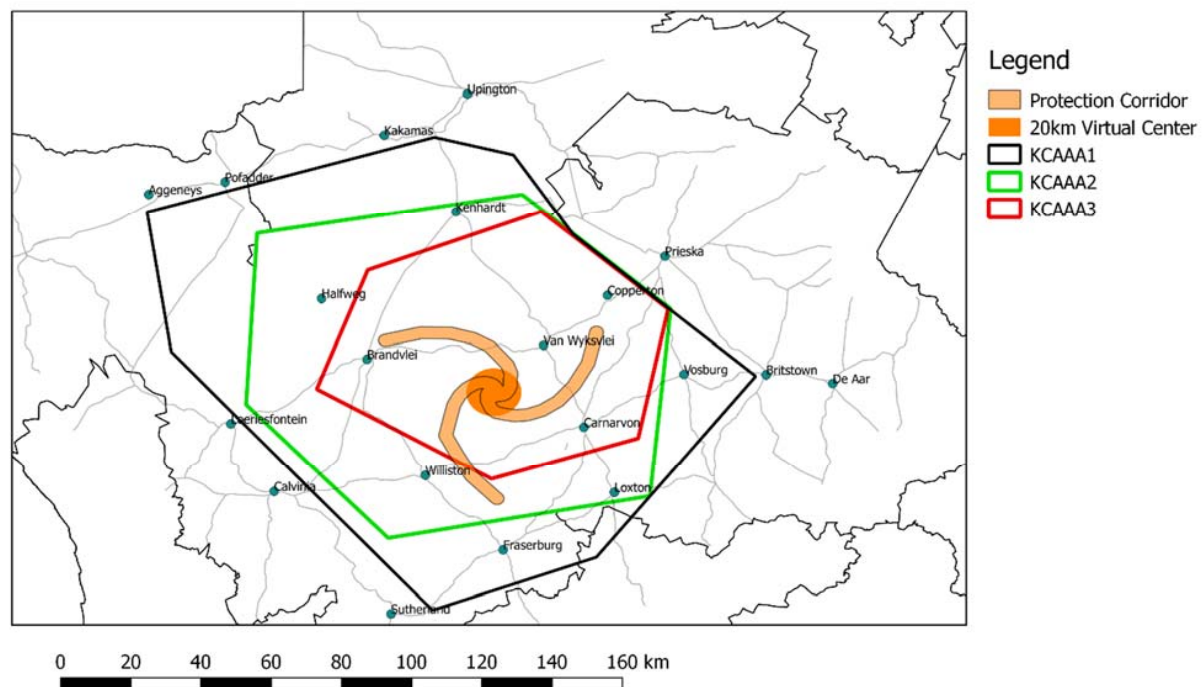 Upington
Kakamas
Pofadder
Aggeneys
Kenhardt
Prieska
Halfweg
Copperton
Van Wyksvlei
Brandvlei
Vosburg
Britstown
De Aar
Loeriesfontein
Carnarvon
Williston
Calvinia
Loxton
Fraserburg
Sutherland
Legend
Protection Corridor
20km Virtual Center
KCAAA1
KCAAA2
KCAAA3
0 20 40 60 80 100 120 140 160 km